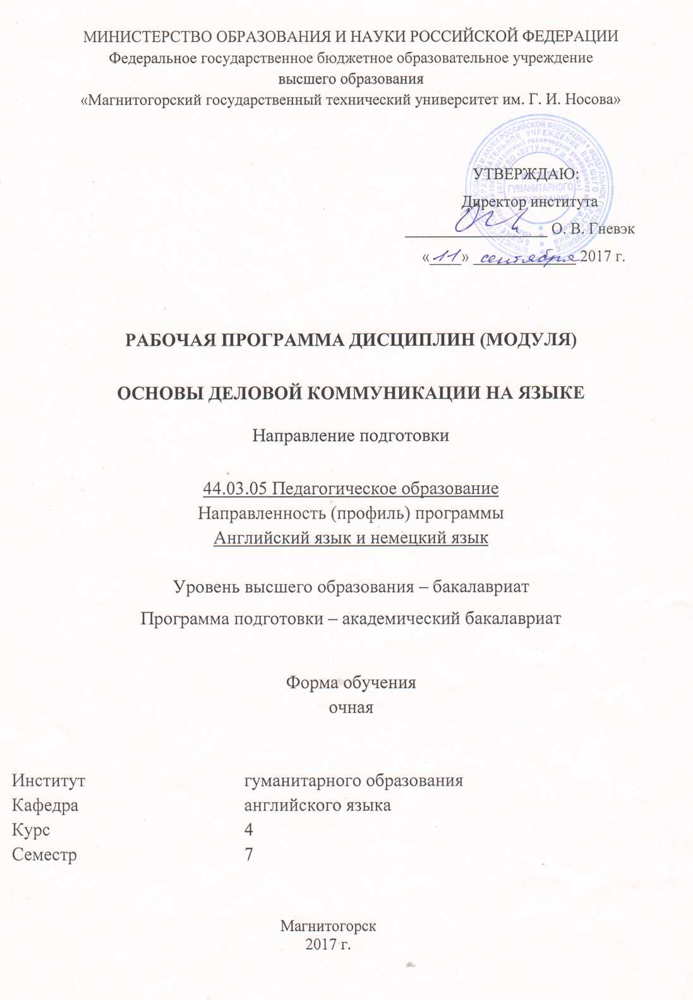 МИНИСТЕРСТВО ОБРАЗОВАНИЯ И НАУКИ РОССИЙСКОЙ ФЕДЕРАЦИИ
Федеральное государственное бюджетное образовательное учреждение
высшего образования
«Магнитогорский государственный технический университет им. Г. И. Носова»
УТВЕРЖДАЮ:
Директор института
О. В. Гневэк
«11» сентября 2017 г.
ГУМАНИТАРНОГО
ОБРАЗОВАНИЯ
РАБОЧАЯ ПРОГРАММА ДИСЦИПЛИН (МОДУЛЯ)
ОСНОВЫ ДЕЛОВОЙ КОММУНИКАЦИИ НА ЯЗЫКЕ
Направление подготовки
44.03.05 Педагогическое образование
Направленность (профиль) программы
Английский язык и немецкий язык
Уровень высшего образования – бакалавриат
Программа подготовки – академический бакалавриат
Форма обучения
очная
Институт гуманитарного образования
Кафедра английского языка
Курс 4
Семестр 7
Магнитогорск
2017 г.